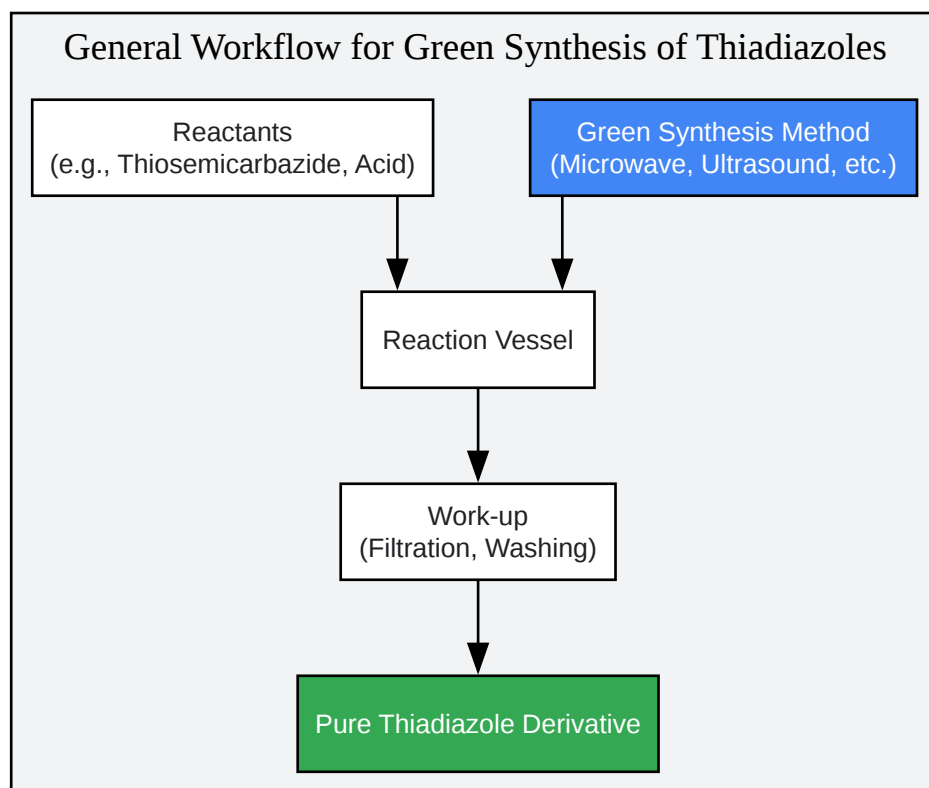 General Workflow for Green Synthesis of Thiadiazoles
Reactants
(e.g., Thiosemicarbazide, Acid)
Green Synthesis Method
(Microwave, Ultrasound, etc.)
Reaction Vessel
Work-up
(Filtration, Washing)
Pure Thiadiazole Derivative